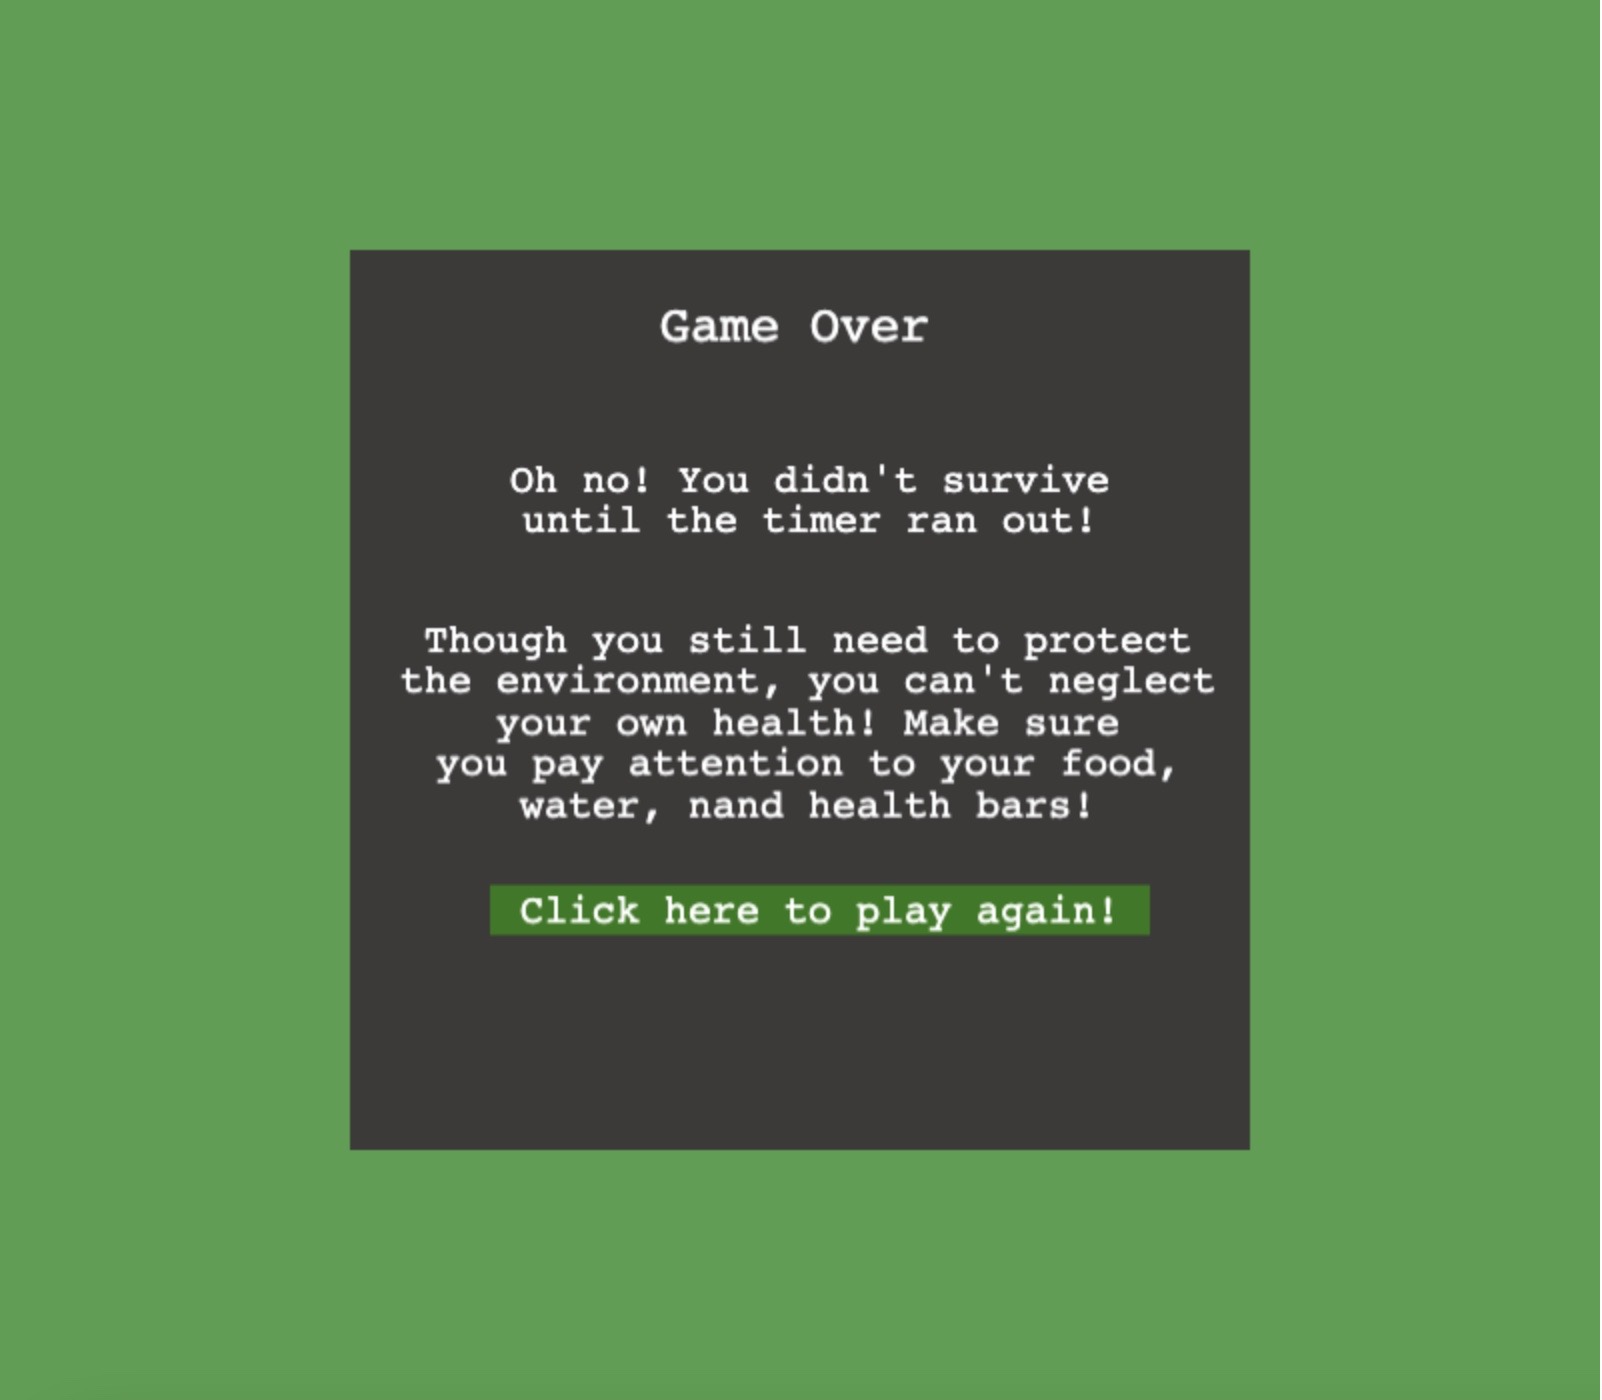 Game Over
Oh no! You didn't survive
until the timer ran out!
Though you still need to protect
the environment, you can't neglect
your own health! Make sure
you pay attention to your food,
water, nand health bars!
Click here to play again!